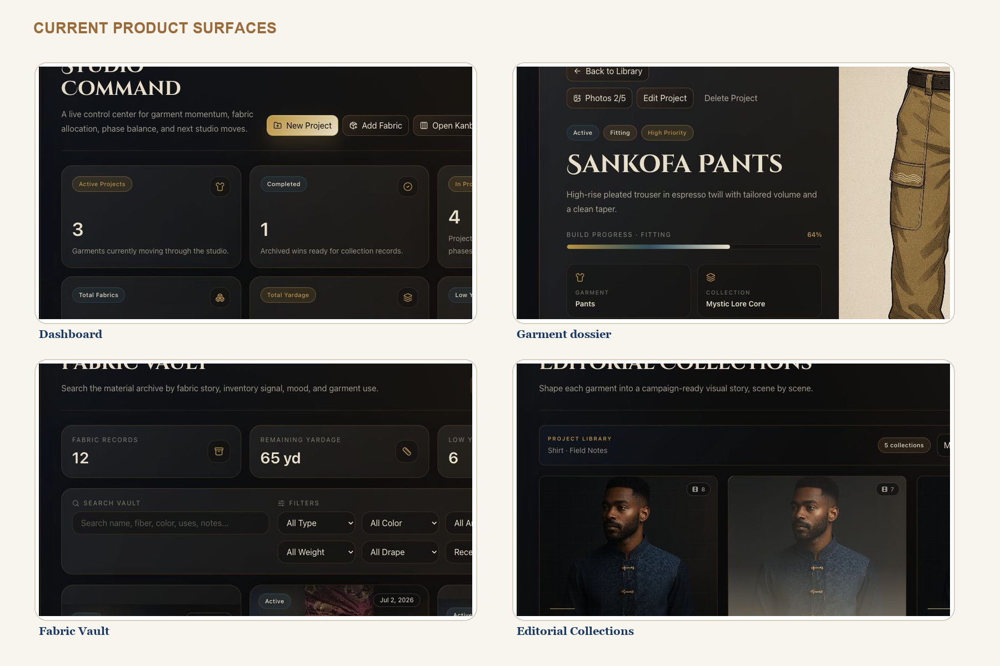 CURRENT PRODUCT SURFACES
STUDIO
COMMAND
A live control center for garment momentum, fabric
allocation, phase balance, and next studio moves.
New Project
Add Fabric
Open Kanb
Active Projects
3
Garments currently moving through the studio.
Completed
1
Archived wins ready for collection records.
In Pro
4
Project
phases
Total Fabrics
Total Yardage
Low Y
Dashboard
Back to Library
Photos 2/5
Edit Project
Delete Project
Active
Fitting
High Priority
SANKOFA PANTS
High-rise pleated trouser in espresso twill with tailored volume and
a clean taper.
BUILD PROGRESS · FITTING
64%
GARMENT
Pants
COLLECTION
Mystic Lore Core
Garment dossier
FABRIC VAULT
Search the material archive by fabric story, inventory signal, mood, and garment use.
FABRIC RECORDS
12
REMAINING YARDAGE
65 yd
LOW Y
6
SEARCH VAULT
Search name, fiber, color, uses, notes...
FILTERS
All Type
All Color
All A
All Weight
All Drape
Rece
Active
Jul 2, 2026
Active
Fabric Vault
EDITORIAL COLLECTIONS
Shape each garment into a campaign-ready visual story, scene by scene.
PROJECT LIBRARY
Shirt · Field Notes
5 collections
M
8
7
Editorial Collections